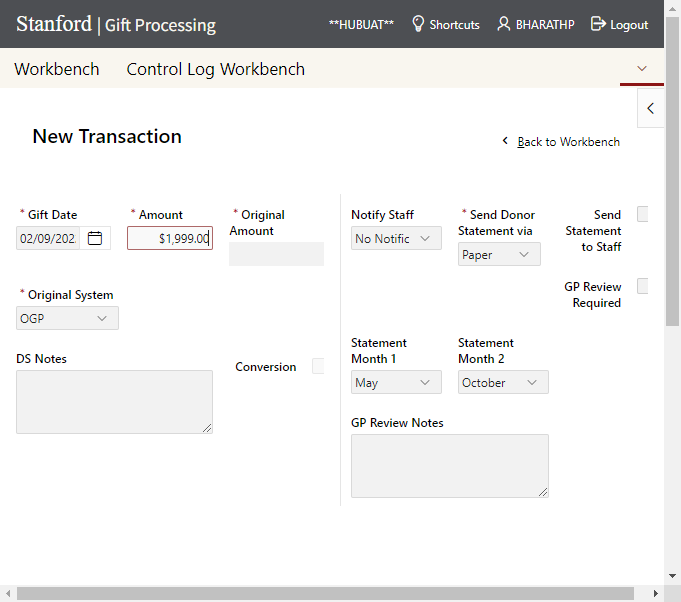 Stanford | Gift Processing
**HUBUAT** Shortcuts BHARATHP Logout
Workbench Control Log Workbench
New Transaction
Back to Workbench
* Gift Date
02/09/202
* Amount
$1,999.00
* Original
Amount
* Original System
OGP
DS Notes
Conversion
Notify Staff
No Notific
* Send Donor
Statement via
Paper
Send
Statement
to Staff
GP Review
Required
Statement
Month 1
May
Statement
Month 2
October
GP Review Notes